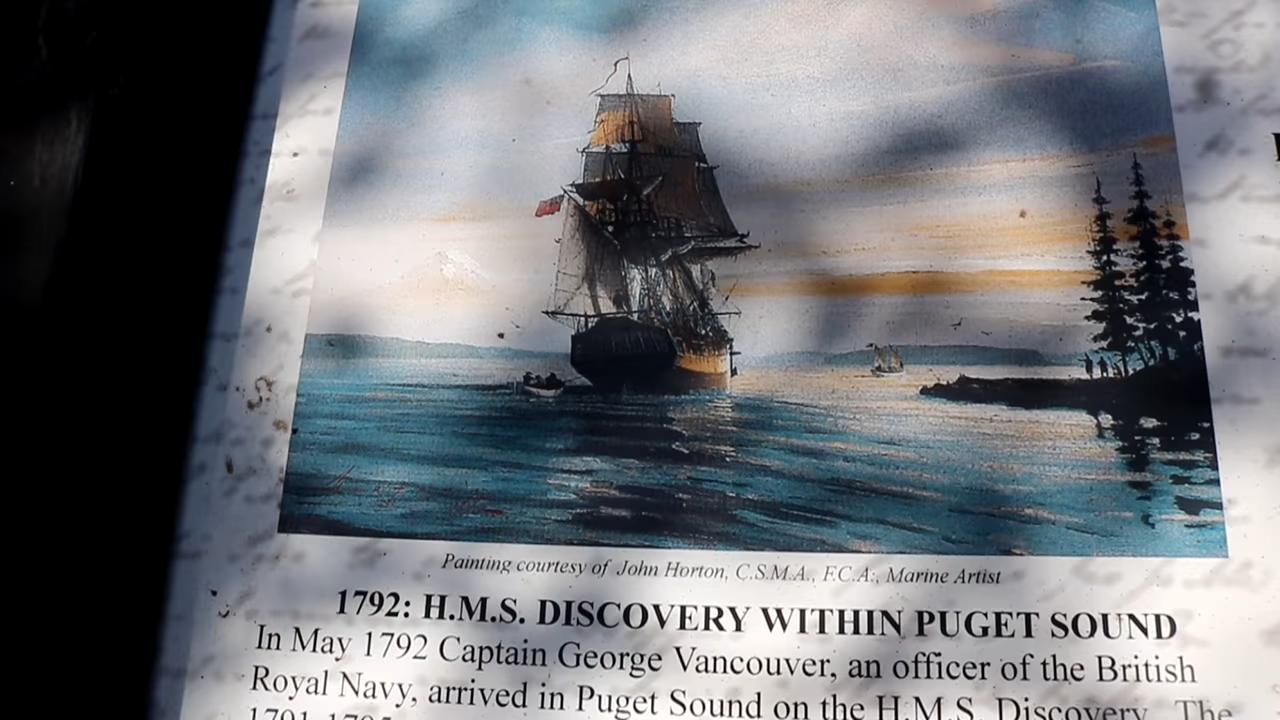 Painting courtesy of John Horton, C.S.M.A., F.C.A., Marine Artist
1792: H.M.S. DISCOVERY WITHIN PUGET SOUND
In May 1792 Captain George Vancouver, an officer of the British
Royal Navy, arrived in Puget Sound on the H.M.S. Discovery. The
1791-1795